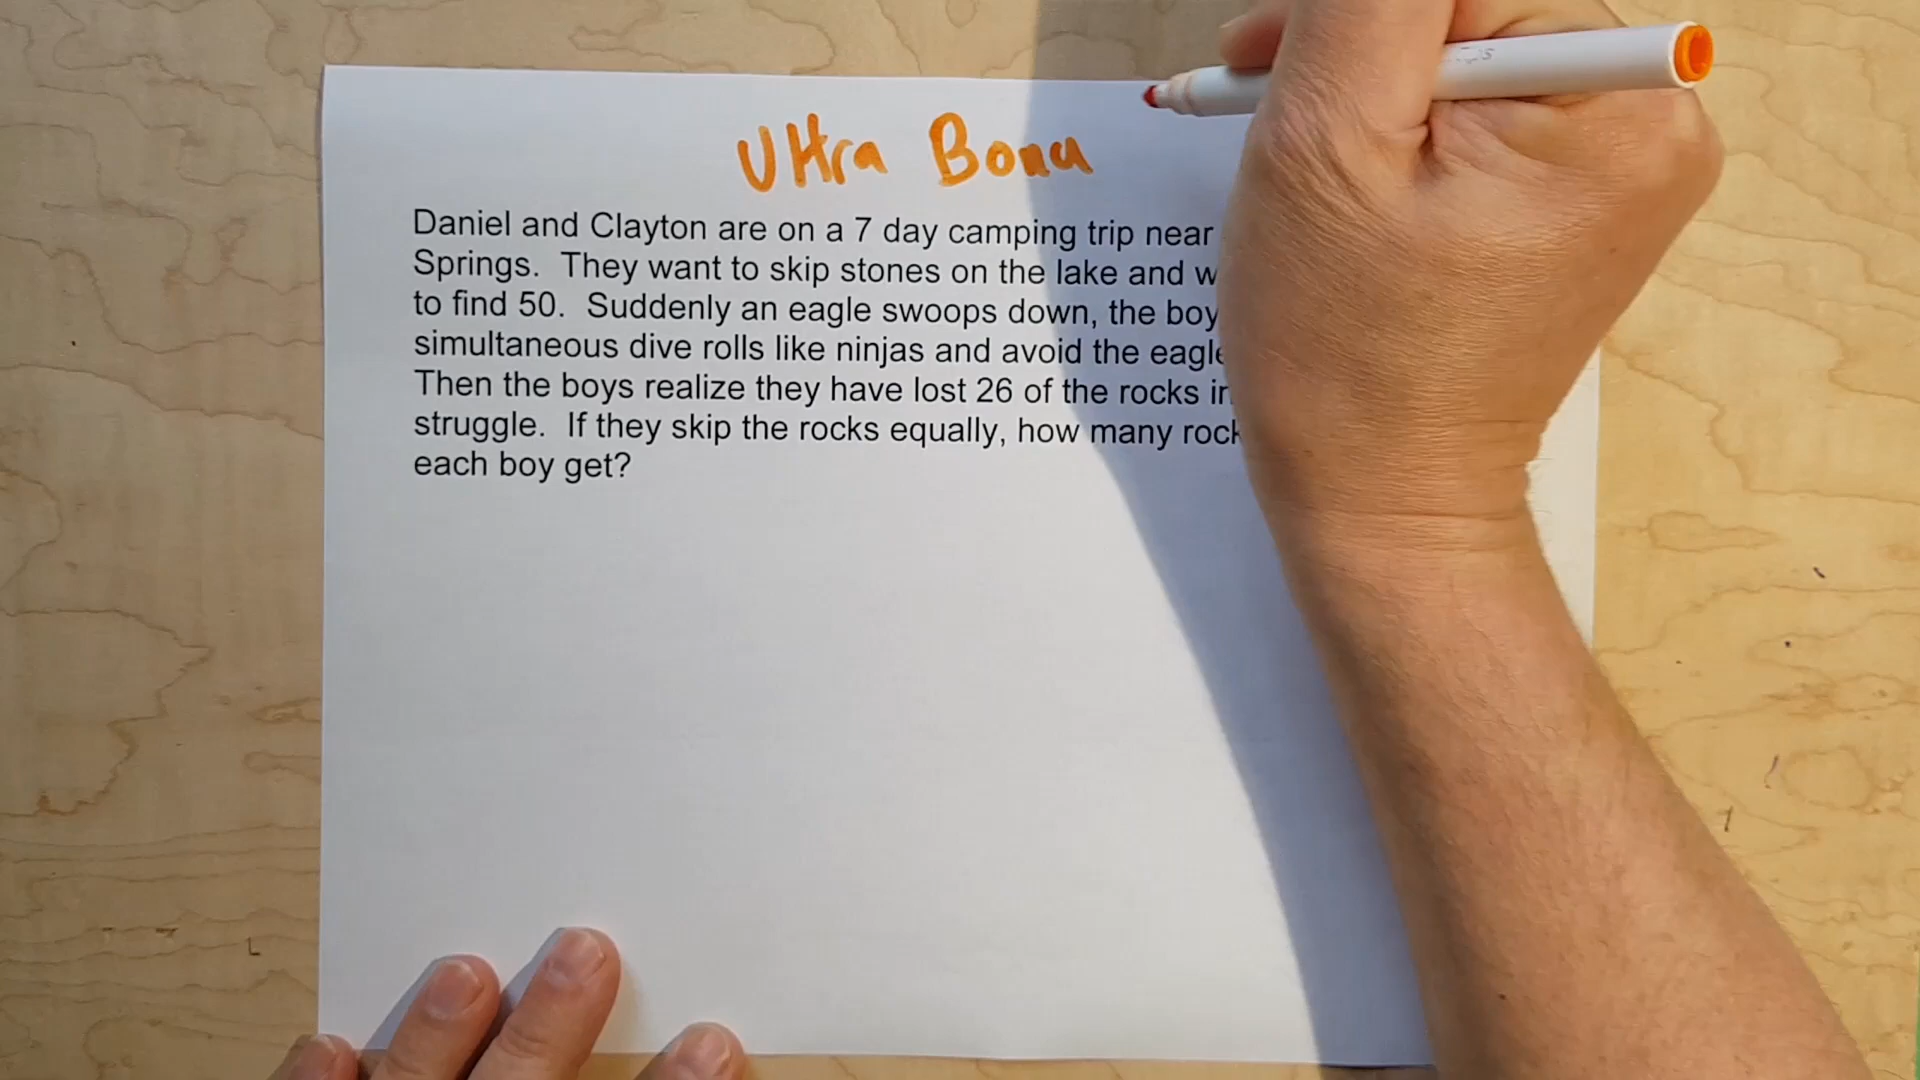 Ultra Bonu
Daniel and Clayton are on a 7 day camping trip near
Springs. They want to skip stones on the lake and
to find 50. Suddenly an eagle swoops down, the
simultaneous dive rolls like ninjas and avoid the
Then the boys realize they have lost 26 of the rocks
struggle. If they skip the rocks equally, how many
each boy get?